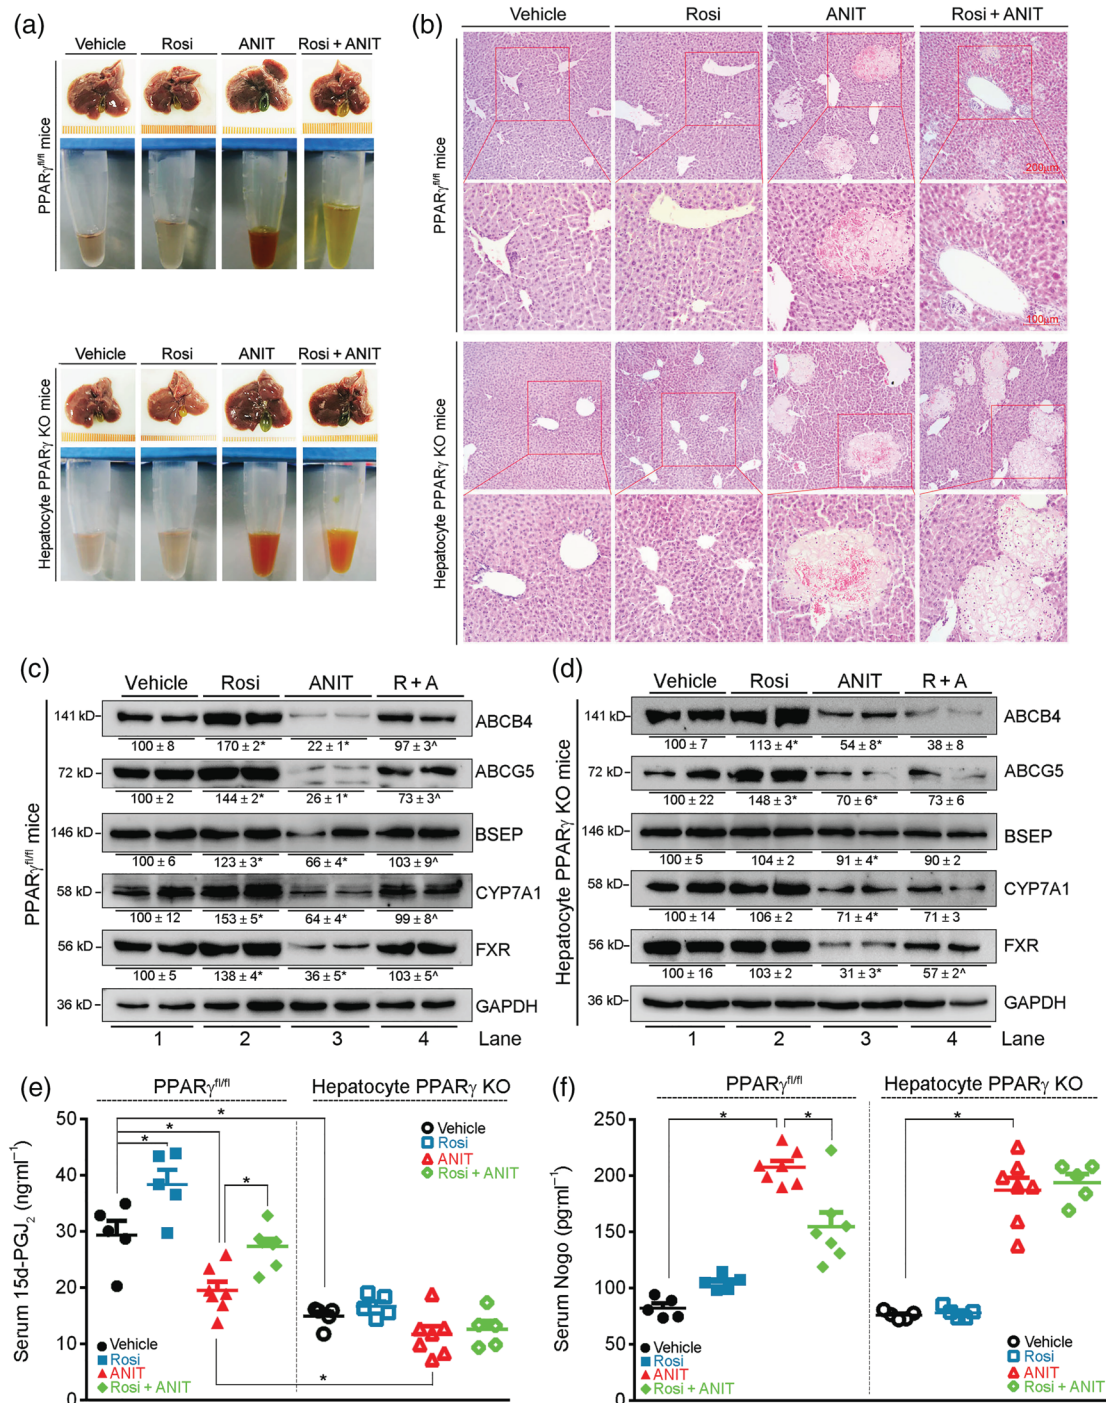 (a)
Vehicle Rosi ANIT Rosi + ANIT
PPARγfl/fl mice
Vehicle Rosi ANIT Rosi + ANIT
Hepatocyte PPARγ KO mice
(b)
Vehicle Rosi ANIT Rosi + ANIT
PPARγfl/fl mice
200μm
100μm
Hepatocyte PPARγ KO mice
(c)
Vehicle Rosi ANIT R + A
PPARγfl/fl mice
141 kD– ABCB4
100 ± 8 170 ± 2* 22 ± 1* 97 ± 3^
72 kD– ABCG5
100 ± 2 144 ± 2* 26 ± 1* 73 ± 3^
146 kD– BSEP
100 ± 6 123 ± 3* 66 ± 4* 103 ± 9^
58 kD– CYP7A1
100 ± 12 153 ± 5* 64 ± 4* 99 ± 8^
56 kD– FXR
100 ± 5 138 ± 4* 36 ± 5* 103 ± 5^
36 kD– GAPDH
1 2 3 4 Lane
(d)
Vehicle Rosi ANIT R + A
Hepatocyte PPARγ KO mice
141 kD– ABCB4
100 ± 7 113 ± 4* 54 ± 8* 38 ± 8
72 kD– ABCG5
100 ± 22 148 ± 3* 70 ± 6* 73 ± 6
146 kD– BSEP
100 ± 5 104 ± 2 91 ± 4* 90 ± 2
58 kD– CYP7A1
100 ± 14 106 ± 2 71 ± 4* 71 ± 3
56 kD– FXR
100 ± 16 103 ± 2 31 ± 3* 57 ± 2^
36 kD– GAPDH
1 2 3 4 Lane
(e)
PPARγfl/fl Hepatocyte PPARγ KO
Serum 15d-PGJ2 (ng·ml−1)
50
40
30
20
10
0
* * * * *
Vehicle
Rosi
ANIT
Rosi + ANIT
Vehicle
Rosi
ANIT
Rosi + ANIT
(f)
PPARγfl/fl Hepatocyte PPARγ KO
Serum Nogo (pg·ml−1)
250
200
150
100
50
0
* * *
Vehicle
Rosi
ANIT
Rosi + ANIT
Vehicle
Rosi
ANIT
Rosi + ANIT